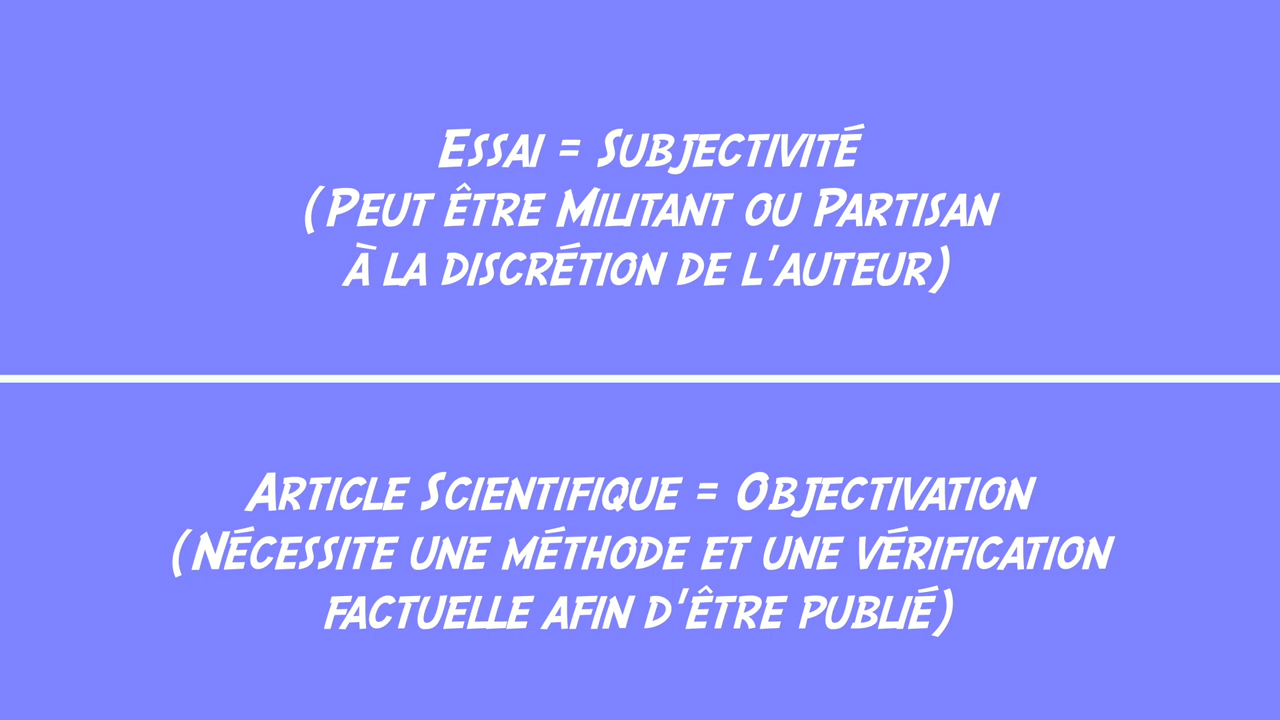 Essai = Subjectivité
(Peut être Militant ou Partisan
à la discrétion de l'auteur)
Article Scientifique = Objectivation
(Nécessite une méthode et une vérification
factuelle afin d'être publié)